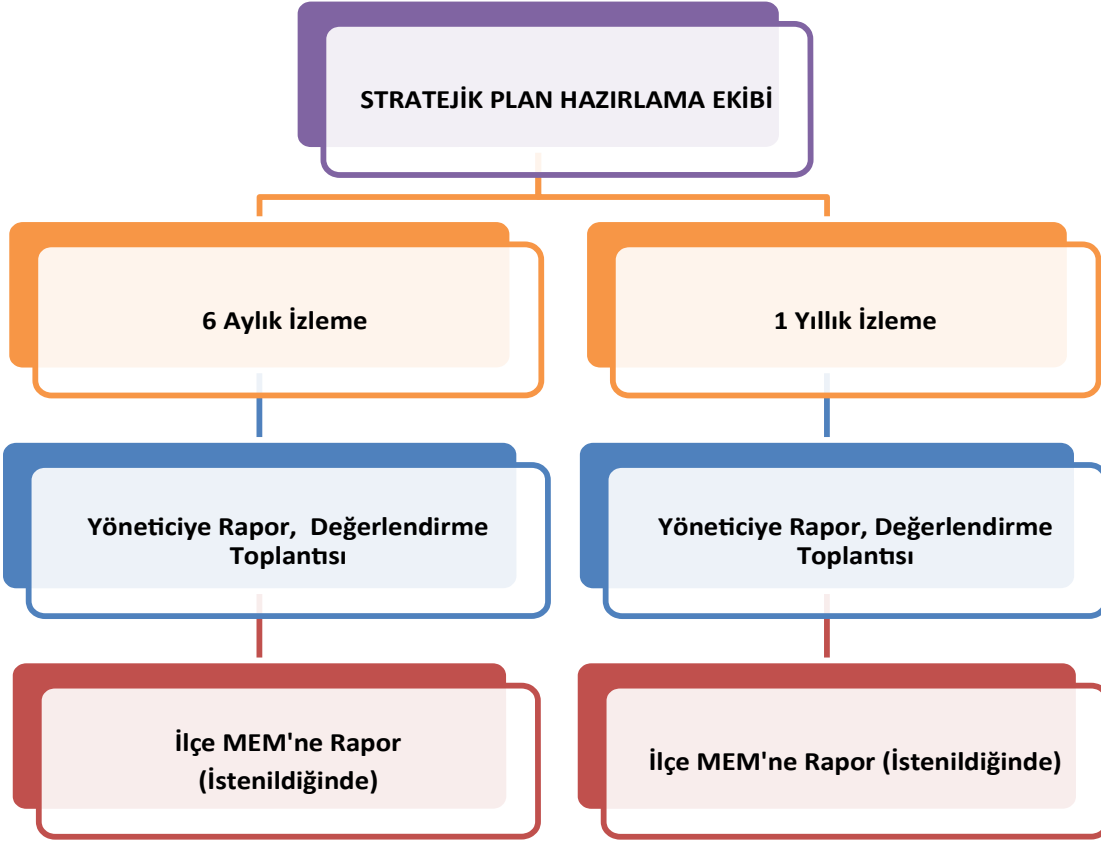 STRATEJİK PLAN HAZIRLAMA EKİBİ
6 Aylık İzleme
1 Yıllık İzleme
Yöneticiye Rapor,  Değerlendirme
Toplantısı
Yöneticiye Rapor, Değerlendirme
Toplantısı
İlçe MEM'ne Rapor
(İstenildiğinde)
İlçe MEM'ne Rapor (İstenildiğinde)